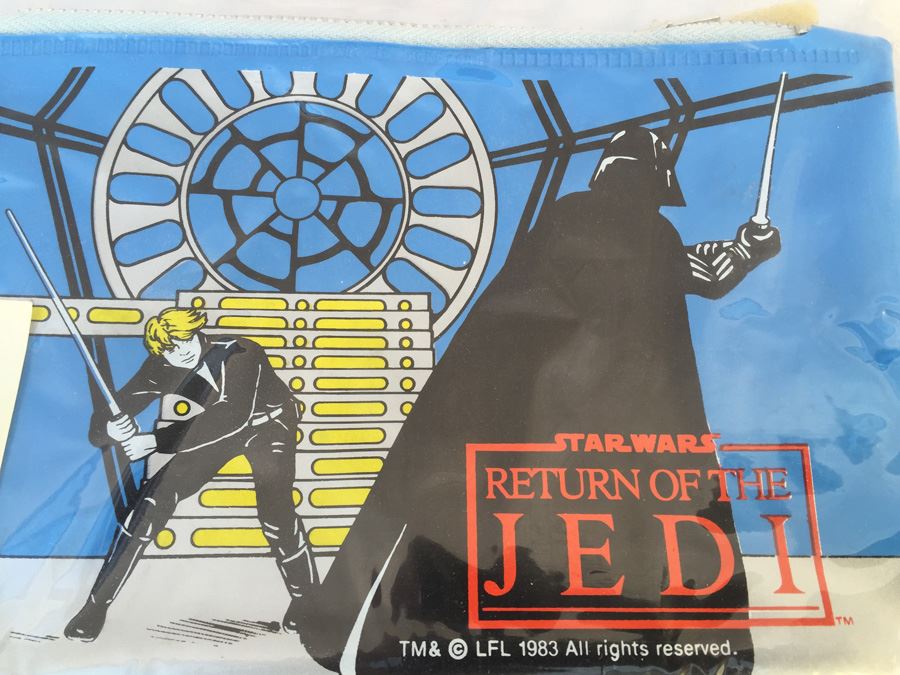 STAR WARS
RETURN OF THE
JEDI
TM
TM& © LFL 1983 All rights reserved.